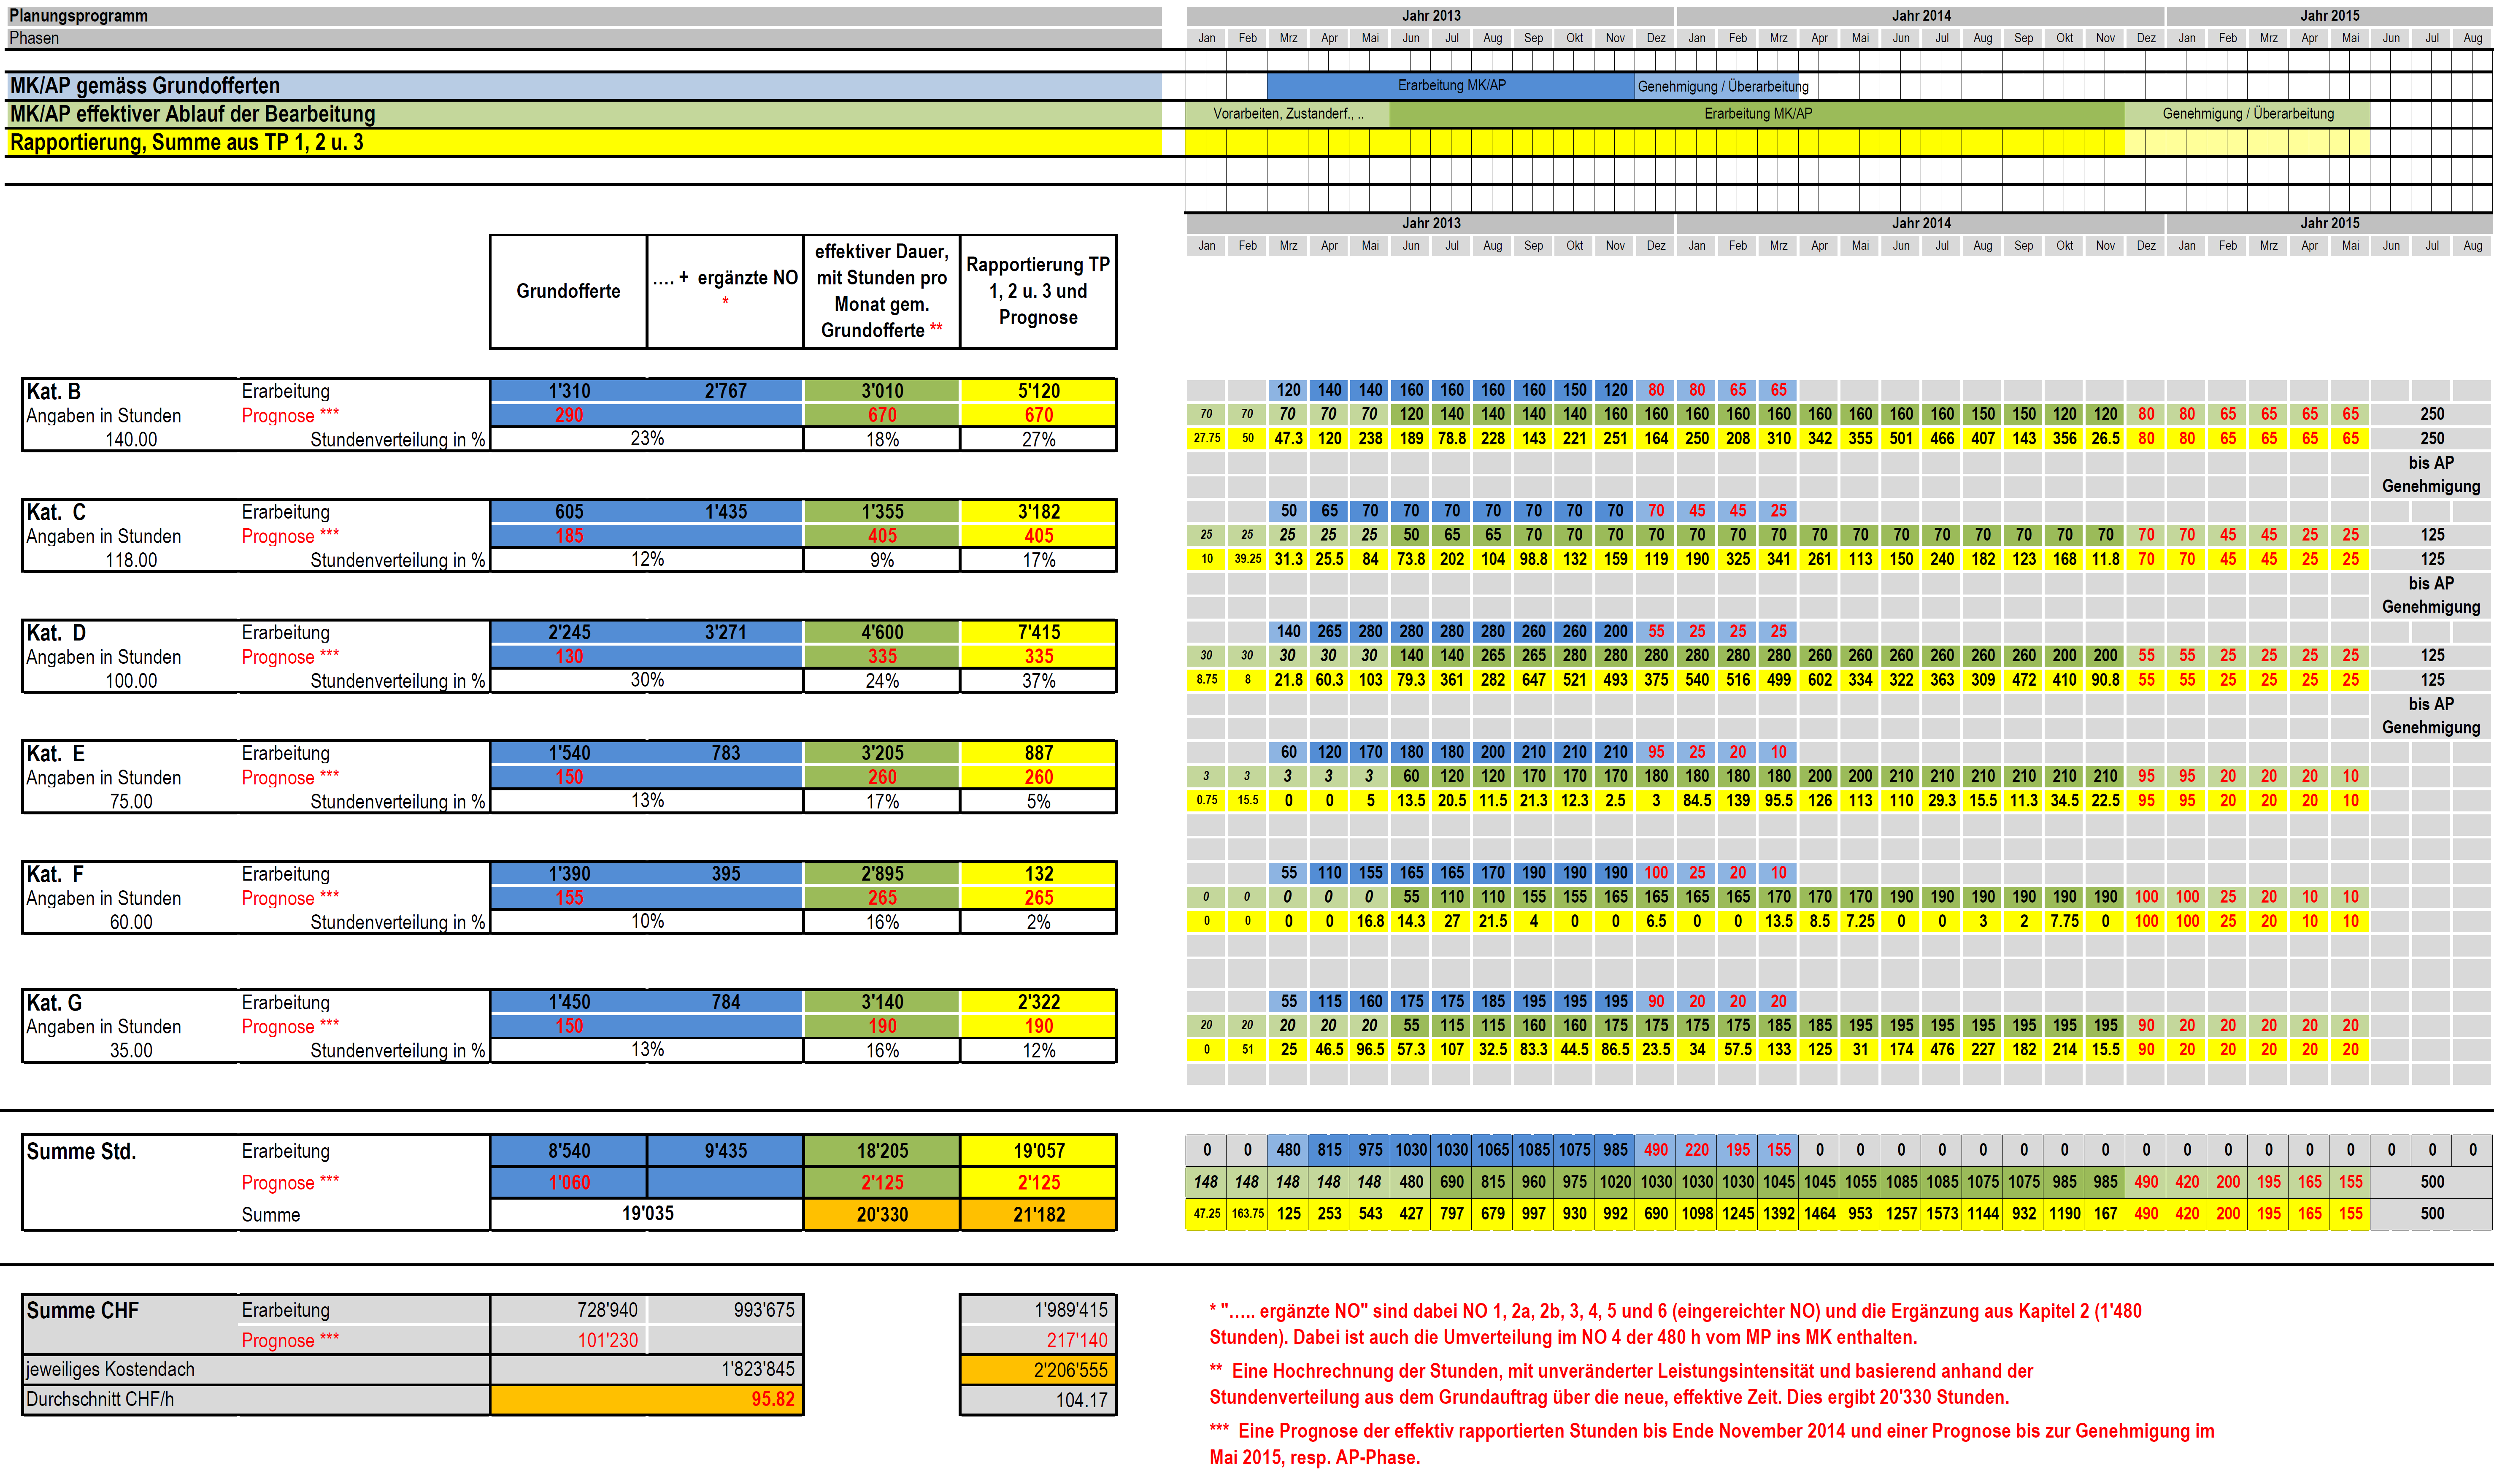 Planungsprogramm Jahr 2013 Jahr 2014 Jahr 2015
Phasen Jan Feb Mrz Apr Mai Jun Jul Aug Sep Okt Nov Dez Jan Feb Mrz Apr Mai Jun Jul Aug Sep Okt Nov Dez Jan Feb Mrz Apr Mai Jun Jul Aug
MK/AP gemäss Grundofferten Erarbeitung MK/AP Genehmigung / Überarbeitung
MK/AP effektiver Ablauf der Bearbeitung Vorarbeiten, Zustanderf., .. Erarbeitung MK/AP Genehmigung / Überarbeitung
Rapportierung, Summe aus TP 1, 2 u. 3
Jahr 2013 Jahr 2014 Jahr 2015
Jan Feb Mrz Apr Mai Jun Jul Aug Sep Okt Nov Dez Jan Feb Mrz Apr Mai Jun Jul Aug Sep Okt Nov Dez Jan Feb Mrz Apr Mai Jun Jul Aug
Grundofferte
…. + ergänzte NO
*
effektiver Dauer,
mit Stunden pro
Monat gem.
Grundofferte **
Rapportierung TP
1, 2 u. 3 und
Prognose
Kat. B Erarbeitung 1'310 2'767 3'010 5'120 120 140 140 160 160 160 160 150 120 80 80 65 65
Angaben in Stunden Prognose *** 290 670 670 70 70 70 70 70 120 140 140 140 140 160 160 160 160 160 160 160 160 160 150 150 120 120 80 80 65 65 65 65 250
140.00 Stundenverteilung in % 23% 18% 27% 27.75 50 47.3 120 238 189 78.8 228 143 221 251 164 250 208 310 342 355 501 466 407 143 356 26.5 80 80 65 65 65 65 250
bis AP
Genehmigung
Kat. C Erarbeitung 605 1'435 1'355 3'182 50 65 70 70 70 70 70 70 70 70 45 45 25
Angaben in Stunden Prognose *** 185 405 405 25 25 25 25 25 50 65 65 70 70 70 70 70 70 70 70 70 70 70 70 70 70 70 70 70 45 45 25 25 125
118.00 Stundenverteilung in % 12% 9% 17% 10 39.25 31.3 25.5 84 73.8 202 104 98.8 132 159 119 190 325 341 261 113 150 240 182 123 168 11.8 70 70 45 45 25 25 125
bis AP
Genehmigung
Kat. D Erarbeitung 2'245 3'271 4'600 7'415 140 265 280 280 280 280 260 260 200 55 25 25 25
Angaben in Stunden Prognose *** 130 335 335 30 30 30 30 30 140 140 265 265 280 280 280 280 280 280 260 260 260 260 260 260 200 200 55 55 25 25 25 25 125
100.00 Stundenverteilung in % 30% 24% 37% 8.75 8 21.8 60.3 103 79.3 361 282 647 521 493 375 540 516 499 602 334 322 363 309 472 410 90.8 55 55 25 25 25 25 125
bis AP
Genehmigung
Kat. E Erarbeitung 1'540 783 3'205 887 60 120 170 180 180 200 210 210 210 95 25 20 10
Angaben in Stunden Prognose *** 150 260 260 3 3 3 3 3 60 120 120 170 170 170 180 180 180 180 200 200 210 210 210 210 210 210 95 95 20 20 20 10
75.00 Stundenverteilung in % 13% 17% 5% 0.75 15.5 0 0 5 13.5 20.5 11.5 21.3 12.3 2.5 3 84.5 139 95.5 126 113 110 29.3 15.5 11.3 34.5 22.5 95 95 20 20 20 10
Kat. F Erarbeitung 1'390 395 2'895 132 55 110 155 165 165 170 190 190 190 100 25 20 10
Angaben in Stunden Prognose *** 155 265 265 0 0 0 0 0 55 110 110 155 155 165 165 165 165 170 170 170 190 190 190 190 190 190 100 100 25 20 10 10
60.00 Stundenverteilung in % 10% 16% 2% 0 0 0 0 16.8 14.3 27 21.5 4 0 0 6.5 0 0 13.5 8.5 7.25 0 0 3 2 7.75 0 100 100 25 20 10 10
Kat. G Erarbeitung 1'450 784 3'140 2'322 55 115 160 175 175 185 195 195 195 90 20 20 20
Angaben in Stunden Prognose *** 150 190 190 20 20 20 20 20 55 115 115 160 160 175 175 175 175 185 185 195 195 195 195 195 195 195 90 20 20 20 20 20
35.00 Stundenverteilung in % 13% 16% 12% 0 51 25 46.5 96.5 57.3 107 32.5 83.3 44.5 86.5 23.5 34 57.5 133 125 31 174 476 227 182 214 15.5 90 20 20 20 20 20
Summe Std. Erarbeitung 8'540 9'435 18'205 19'057 0 0 480 815 975 1030 1030 1065 1085 1075 985 490 220 195 155 0 0 0 0 0 0 0 0 0 0 0 0 0 0 0 0 0
Prognose *** 1'060 2'125 2'125 148 148 148 148 148 480 690 815 960 975 1020 1030 1030 1030 1045 1045 1055 1085 1085 1075 1075 985 985 490 420 200 195 165 155 500
Summe 19'035 20'330 21'182 47.25 163.75 125 253 543 427 797 679 997 930 992 690 1098 1245 1392 1464 953 1257 1573 1144 932 1190 167 490 420 200 195 165 155 500
Summe CHF Erarbeitung 728'940 993'675 1'989'415
Prognose *** 101'230 217'140
jeweiliges Kostendach 1'823'845 2'206'555
Durchschnitt CHF/h 95.82 104.17
* "….. ergänzte NO" sind dabei NO 1, 2a, 2b, 3, 4, 5 und 6 (eingereichter NO) und die Ergänzung aus Kapitel 2 (1'480
Stunden). Dabei ist auch die Umverteilung im NO 4 der 480 h vom MP ins MK enthalten.
** Eine Hochrechnung der Stunden, mit unveränderter Leistungsintensität und basierend anhand der
Stundenverteilung aus dem Grundauftrag über die neue, effektive Zeit. Dies ergibt 20'330 Stunden.
*** Eine Prognose der effektiv rapportierten Stunden bis Ende November 2014 und einer Prognose bis zur Genehmigung im
Mai 2015, resp. AP-Phase.